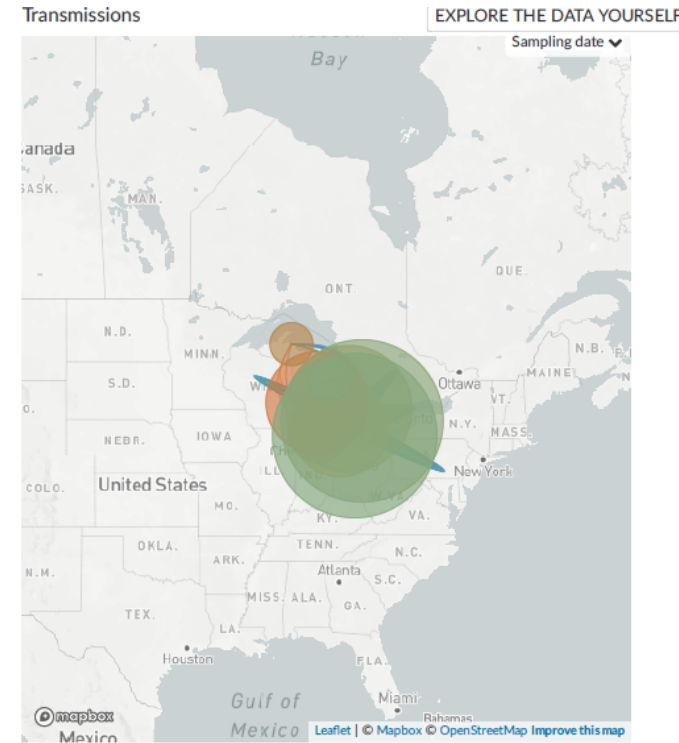 Transmissions
EXPLORE THE DATA YOURSELF
Sampling date
Bay
anada
SASK.
MAN.
ONT.
QUE.
N.D.
MINN.
N.B.
MAINE
S.D.
Ottawa
VT.
IOWA
N.Y.
MASS.
NEBR.
New York
United States
COLO.
MO.
KY.
VA.
OKLA.
TENN.
ARK.
N.C.
N.M.
Atlanta
S.C.
MISS.
ALA.
TEX.
GA.
LA.
Houston
FLA.
Gulf of
Mexico
Miami
Bahamas
mapbox
Mexico
Leaflet | © Mapbox © OpenStreetMap Improve this map